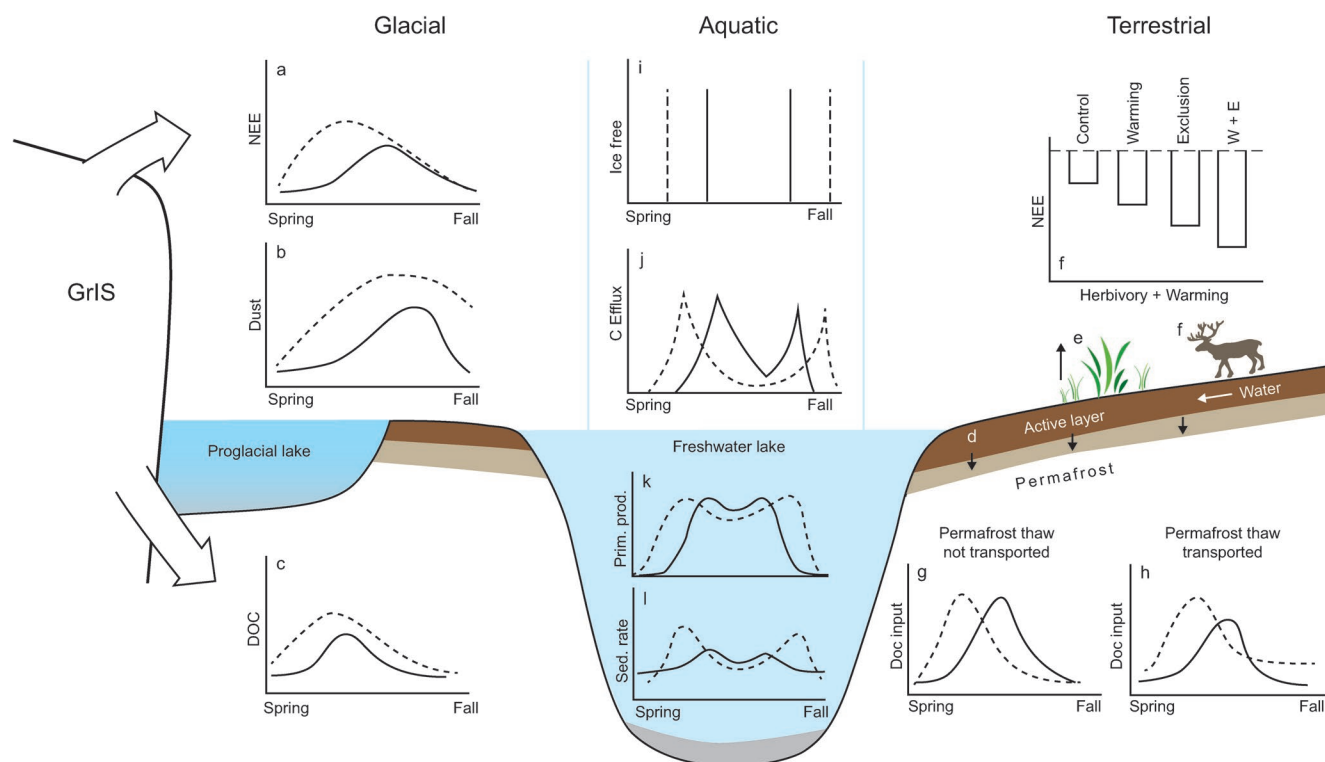 Glacial
Aquatic
Terrestrial
a
NEE
Spring
Fall
b
Dust
GrIS
Proglacial lake
c
DOC
Spring
Fall
i
Ice free
Spring
Fall
j
C Efflux
Spring
Fall
Freshwater lake
k
Prim. prod.
l
Sed. rate
Spring
Fall
Control
Warming
Exclusion
W + E
NEE
f
Herbivory + Warming
e
f
Water
Active layer
d
Permafrost
Permafrost thaw
not transported
g
Doc input
Spring
Fall
Permafrost thaw
transported
h
Doc input
Spring
Fall